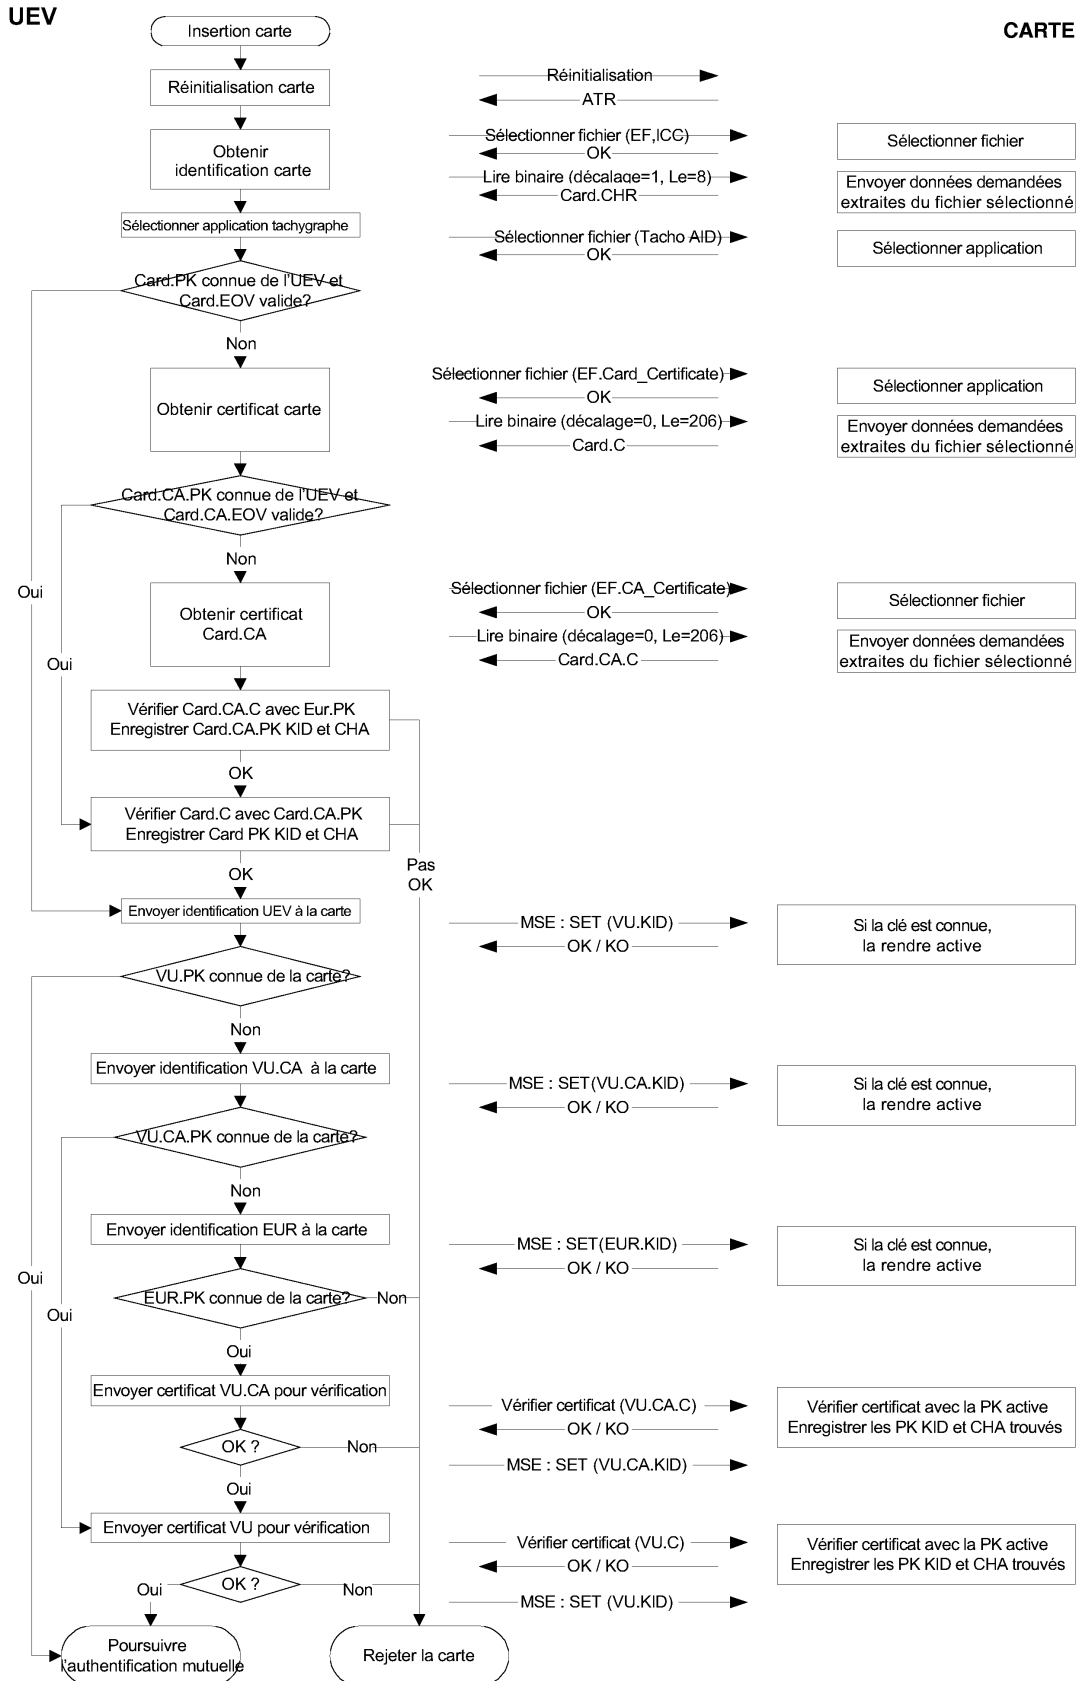 UEV
CARTE
Insertion carte
Réinitialisation carte
Réinitialisation
ATR
Obtenir
identification carte
Sélectionner fichier (EF,ICC)
OK
Sélectionner fichier
Lire binaire (décalage=1, Le=8)
Card.CHR
Envoyer données demandées
extraites du fichier sélectionné
Sélectionner application tachygraphe
Sélectionner fichier (Tacho AID)
OK
Sélectionner application
Card.PK connue de l'UEV et
Card.EOV valide?
Non
Obtenir certificat carte
Sélectionner fichier (EF.Card_Certificate)
OK
Sélectionner application
Lire binaire (décalage=0, Le=206)
Card.C
Envoyer données demandées
extraites du fichier sélectionné
Card.CA.PK connue de l'UEV et
Card.CA.EOV valide?
Non
Oui
Obtenir certificat
Card.CA
Sélectionner fichier (EF.CA_Certificate)
OK
Sélectionner fichier
Lire binaire (décalage=0, Le=206)
Card.CA.C
Envoyer données demandées
extraites du fichier sélectionné
Oui
Vérifier Card.CA.C avec Eur.PK
Enregistrer Card.CA.PK KID et CHA
OK
Vérifier Card.C avec Card.CA.PK
Enregistrer Card PK KID et CHA
Pas
OK
OK
Envoyer identification UEV à la carte
MSE : SET (VU.KID)
OK / KO
Si la clé est connue,
la rendre active
VU.PK connue de la carte?
Non
Envoyer identification VU.CA à la carte
MSE : SET(VU.CA.KID)
OK / KO
Si la clé est connue,
la rendre active
VU.CA.PK connue de la carte?
Non
Envoyer identification EUR à la carte
MSE : SET(EUR.KID)
OK / KO
Si la clé est connue,
la rendre active
Oui
EUR.PK connue de la carte?
Non
Oui
Oui
Envoyer certificat VU.CA pour vérification
Vérifier certificat (VU.CA.C)
OK / KO
Vérifier certificat avec la PK active
Enregistrer les PK KID et CHA trouvés
OK ?
Non
MSE : SET (VU.CA.KID)
Oui
Envoyer certificat VU pour vérification
Vérifier certificat (VU.C)
OK / KO
Vérifier certificat avec la PK active
Enregistrer les PK KID et CHA trouvés
OK ?
Oui
Non
MSE : SET (VU.KID)
Poursuivre
l'authentification mutuelle
Rejeter la carte